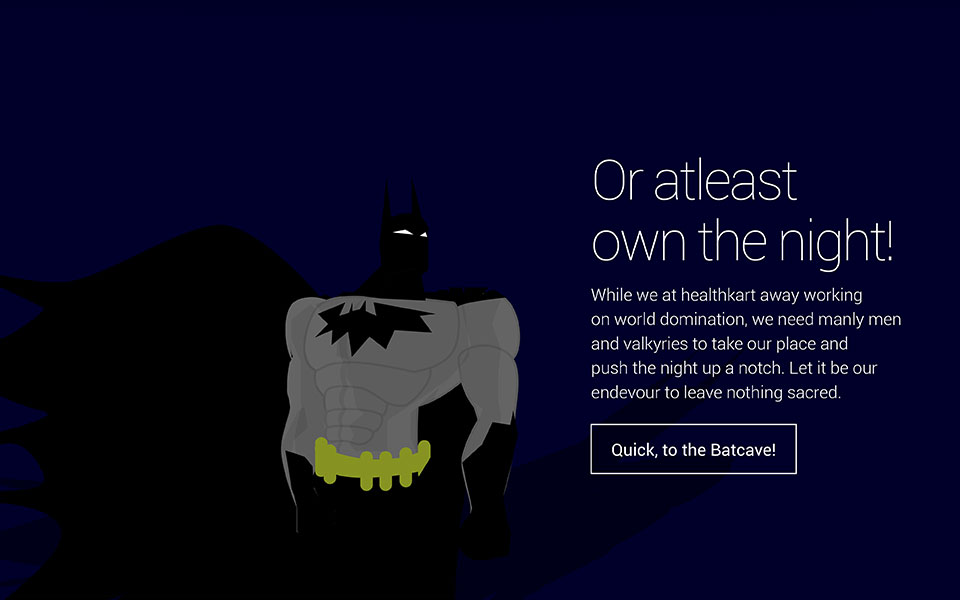 Or atleast
own the night!
While we at healthkart away working
on world domination, we need manly men
and valkyries to take our place and
push the night up a notch. Let it be our
endevour to leave nothing sacred.
Quick, to the Batcave!